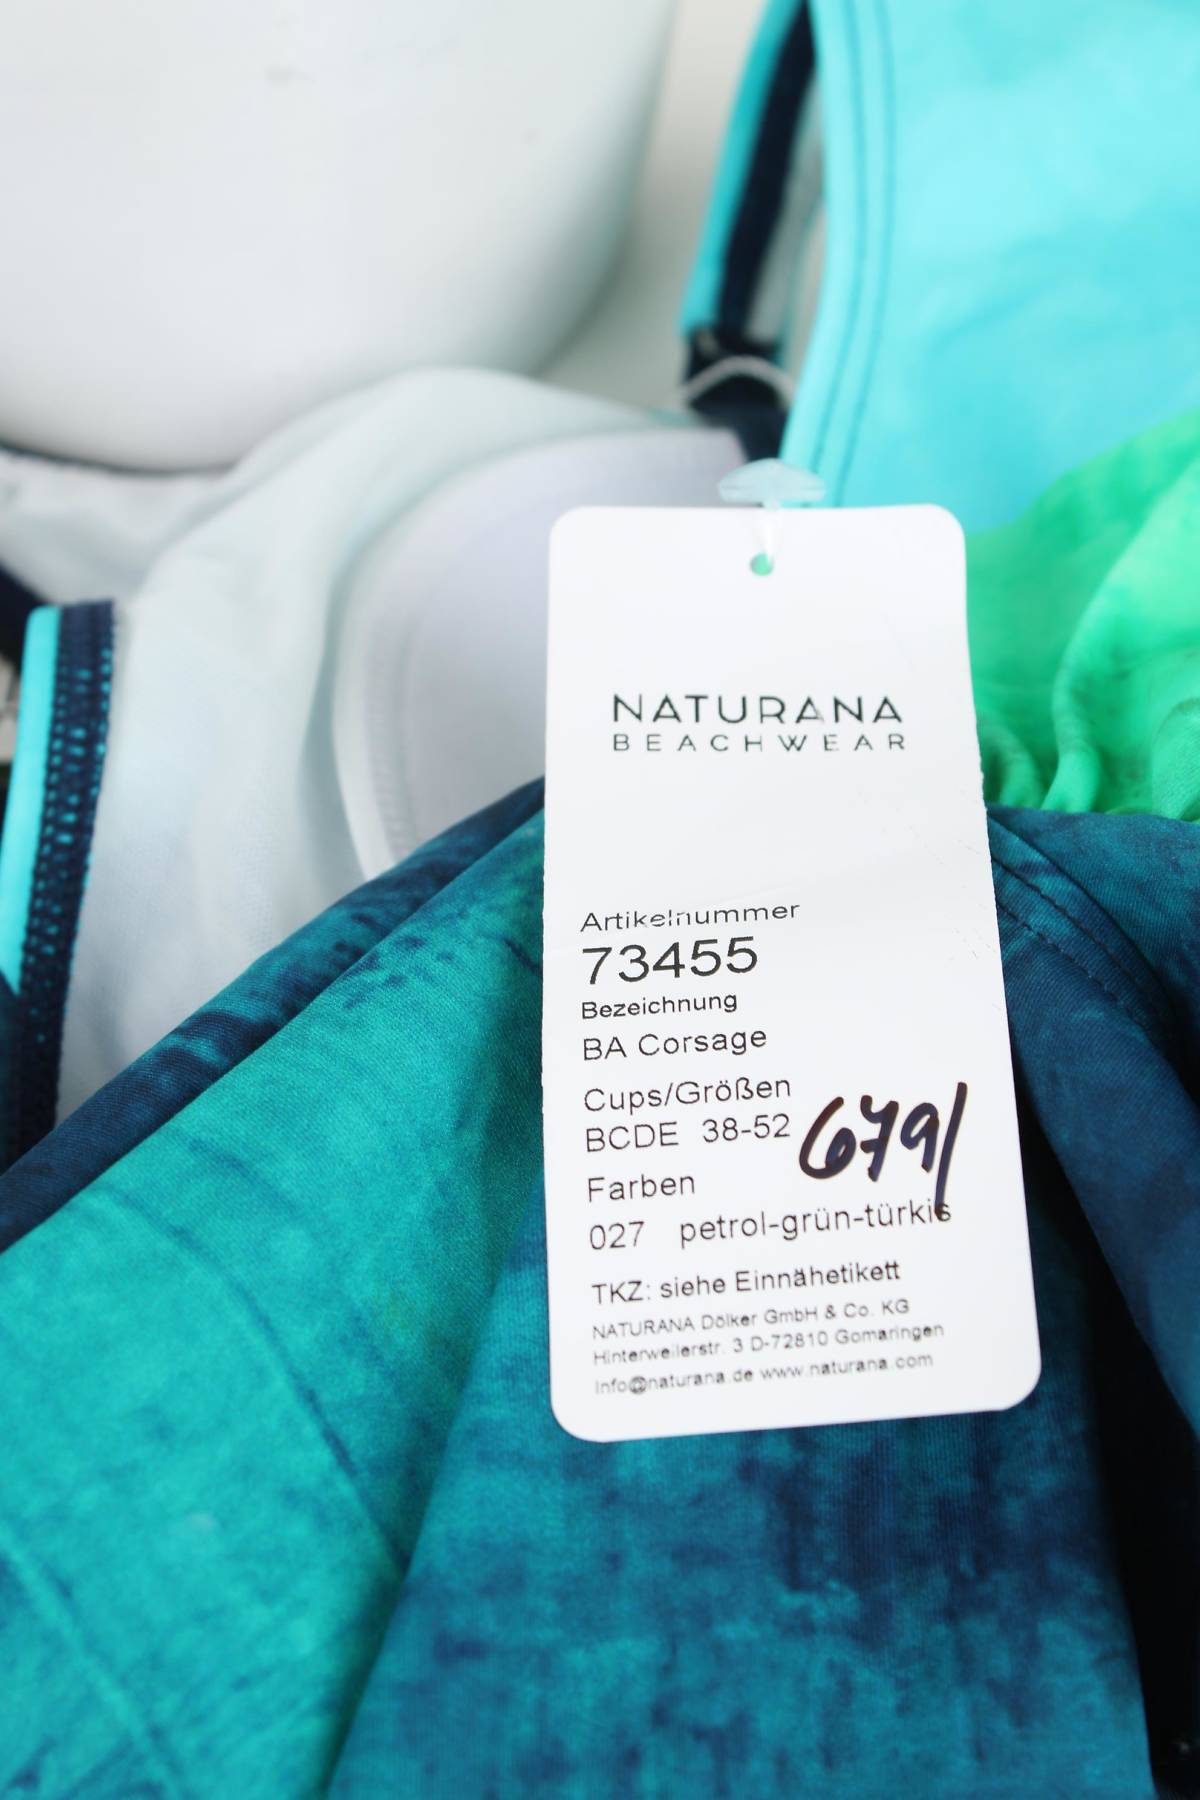 NATURANA
BEACHWEAR
Artikelnummer
73455
Bezeichnung
BA Corsage
Cups/Größen
BCDE 38-52
679/
Farben
027 petrol-grün-türkis
TKZ: siehe Einnähetikett
NATURANA Dölker GmbH & Co. KG
Hinterweilerstr. 3 D-72810 Gomaringen
Info@naturana.de www.naturana.com